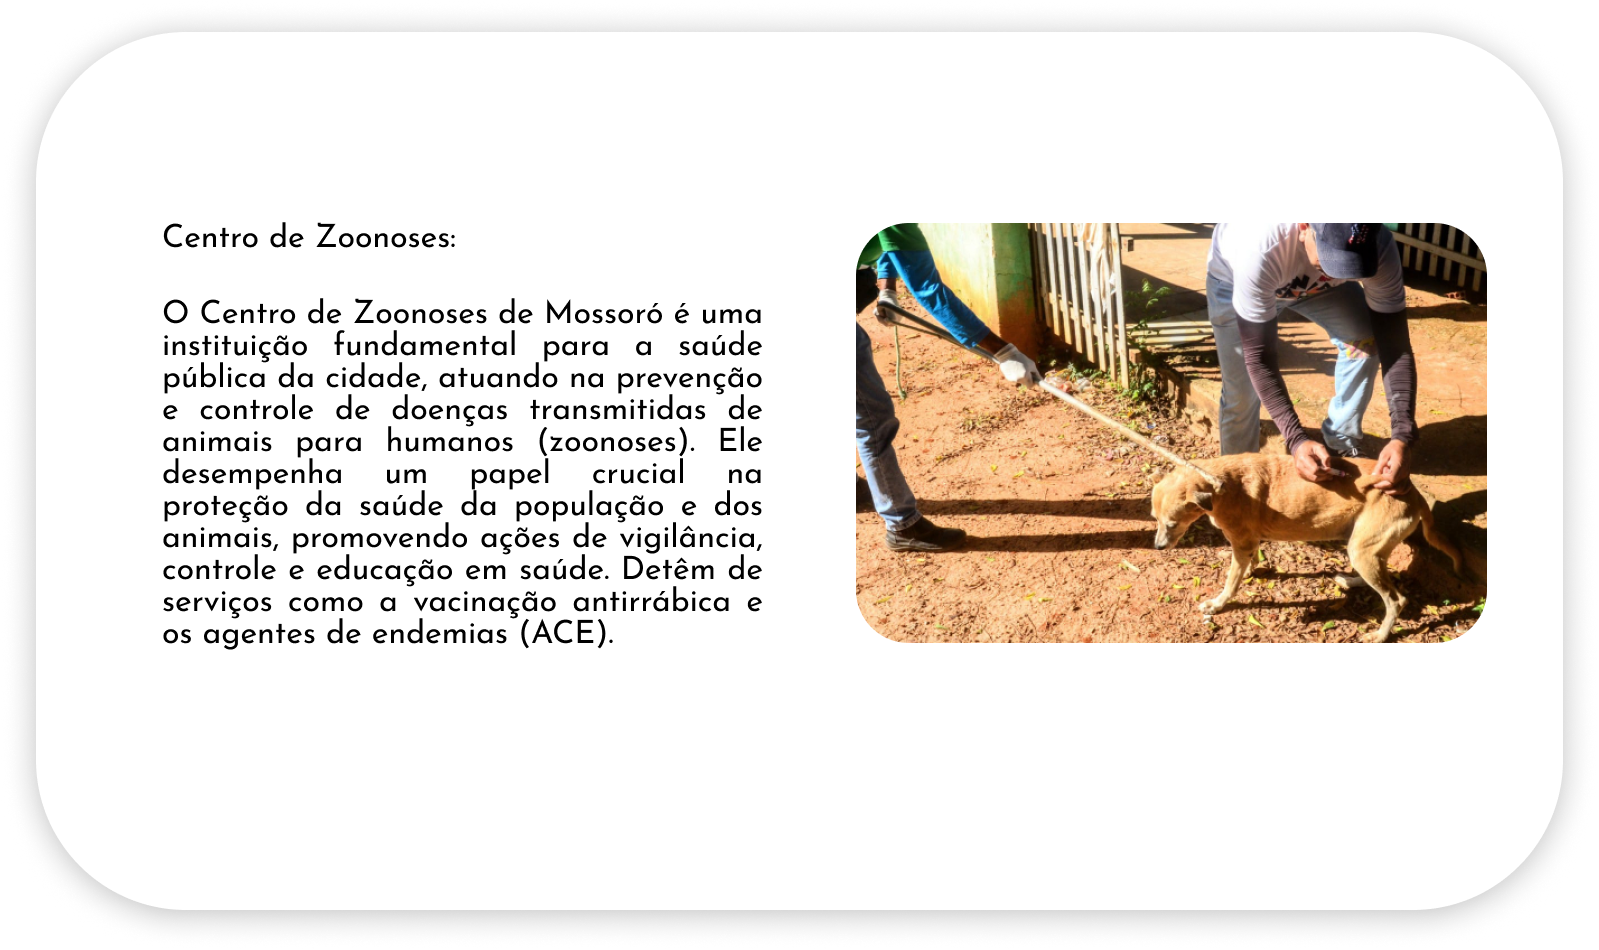 Centro de Zoonoses:
O Centro de Zoonoses de Mossoró é uma
instituição fundamental para a saúde
pública da cidade, atuando na prevenção
e controle de doenças transmitidas de
animais para humanos (zoonoses). Ele
desempenha um papel crucial na
proteção da saúde da população e dos
animais, promovendo ações de vigilância,
controle e educação em saúde. Detêm de
serviços como a vacinação antirrábica e
os agentes de endemias (ACE).